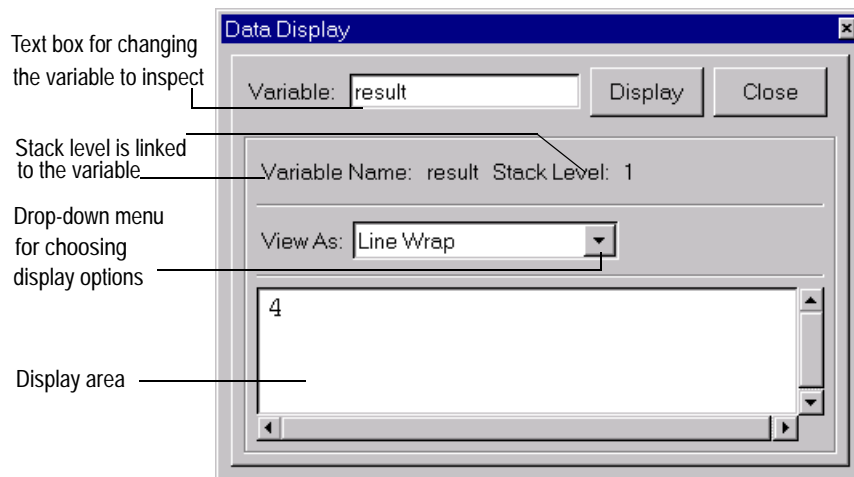 Data Display
Text box for changing
the variable to inspect
Variable: result Display Close
Stack level is linked
to the variable
Variable Name: result Stack Level: 1
Drop-down menu
for choosing
display options
View As: Line Wrap
4
Display area